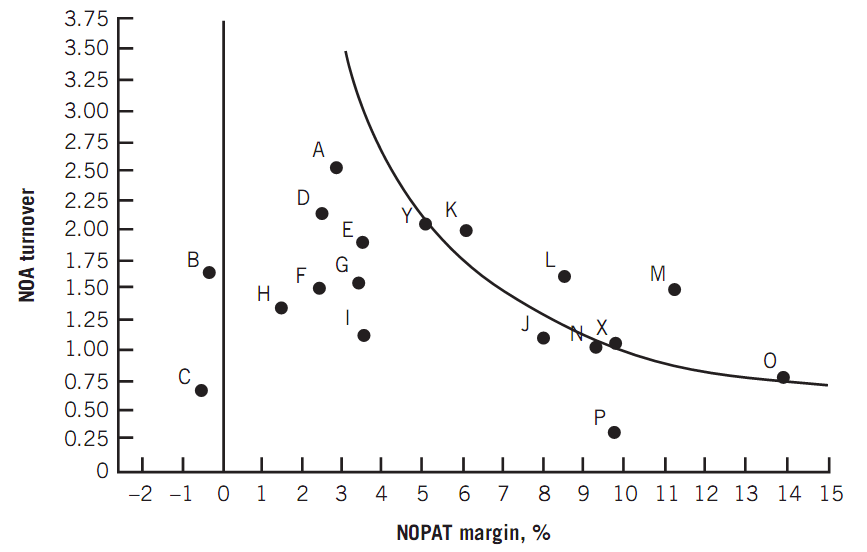 3.75
3.50
3.25
3.00
2.75
2.50
2.25
2.00
1.75
1.50
1.25
1.00
0.75
0.50
0.25
0
NOA turnover
A
D
E
Y
K
B
F
G
L
M
H
I
J
N
X
C
O
P
–2 –1 0 1 2 3 4 5 6 7 8 9 10 11 12 13 14 15
NOPAT margin, %